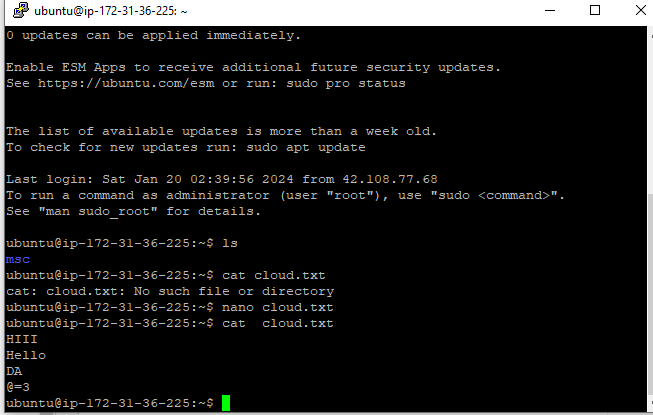 ubuntu@ip-172-31-36-225: ~
0 updates can be applied immediately.
Enable ESM Apps to receive additional future security updates.
See https://ubuntu.com/esm or run: sudo pro status
The list of available updates is more than a week old.
To check for new updates run: sudo apt update
Last login: Sat Jan 20 02:39:56 2024 from 42.108.77.68
To run a command as administrator (user "root"), use "sudo <command>".
See "man sudo_root" for details.
ubuntu@ip-172-31-36-225:~$ ls
msc
ubuntu@ip-172-31-36-225:~$ cat cloud.txt
cat: cloud.txt: No such file or directory
ubuntu@ip-172-31-36-225:~$ nano cloud.txt
ubuntu@ip-172-31-36-225:~$ cat  cloud.txt
HIII
Hello
DA
@=3
ubuntu@ip-172-31-36-225:~$